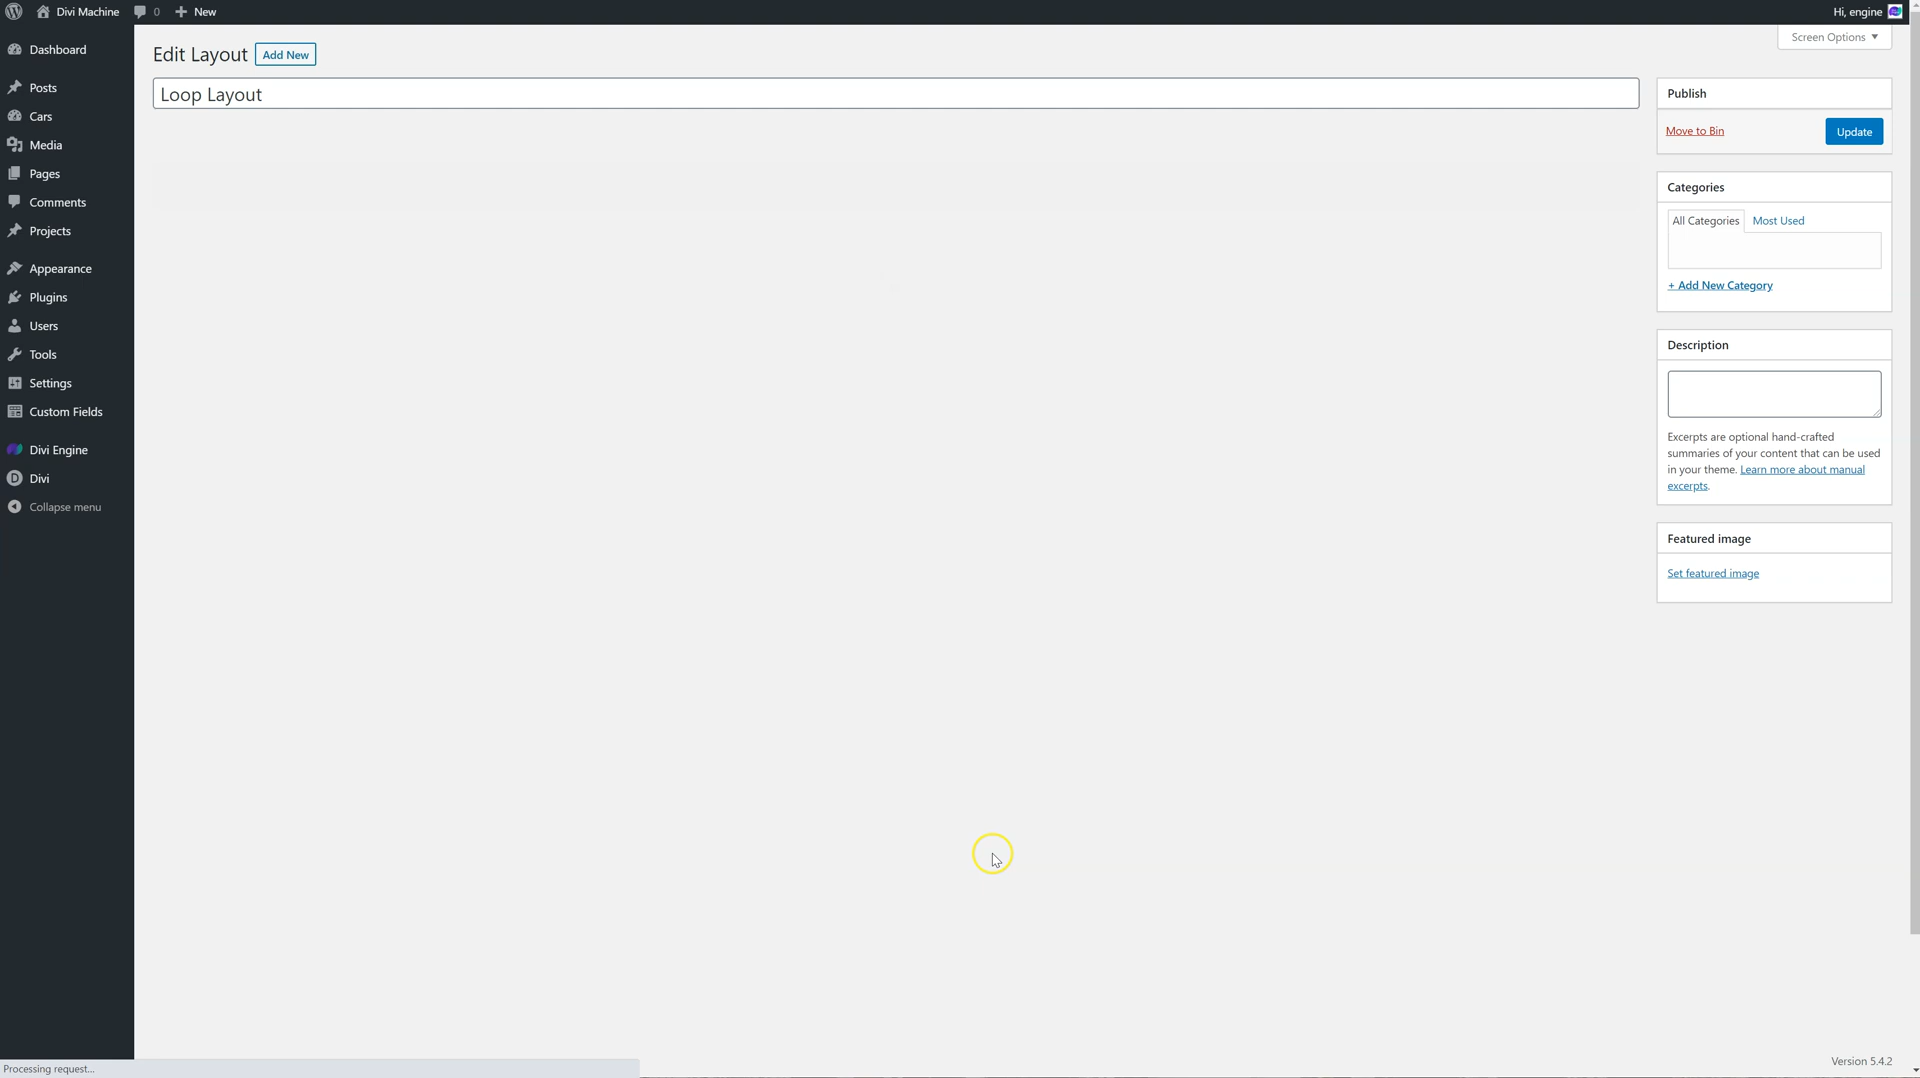 Divi Machine
0
New
Hi, engine
Dashboard
Posts
Cars
Media
Pages
Comments
Projects
Appearance
Plugins
Users
Tools
Settings
Custom Fields
Divi Engine
D
Divi
Collapse menu
Edit Layout
Add New
Screen Options
Loop Layout
Publish
Move to Bin
Update
Categories
All Categories
Most Used
+ Add New Category
Description
Excerpts are optional hand-crafted
summaries of your content that can be used
in your theme. Learn more about manual
excerpts.
Featured image
Set featured image
Version 5.4.2
Processing request...